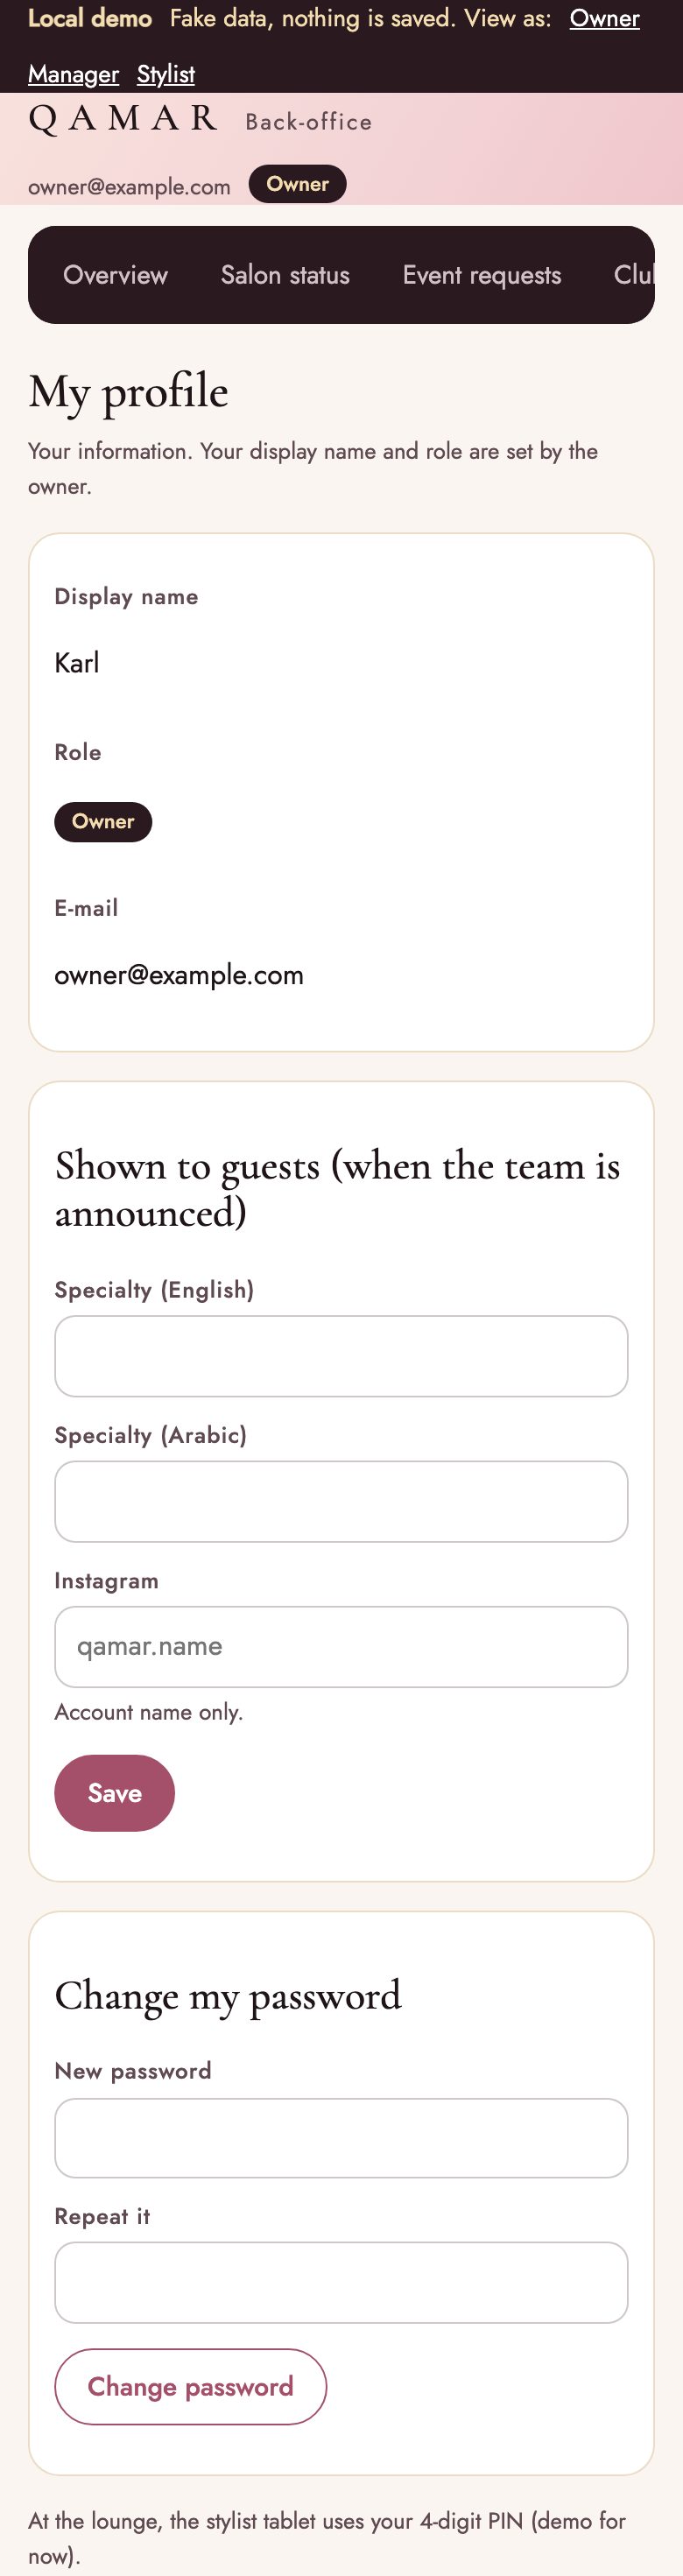 Local demo Fake data, nothing is saved. View as: Owner
Manager Stylist
QAMAR Back-office
owner@example.com Owner
Overview Salon status Event requests Clu
My profile
Your information. Your display name and role are set by the
owner.
Display name
Karl
Role
Owner
E-mail
owner@example.com
Shown to guests (when the team is
announced)
Specialty (English)
Specialty (Arabic)
Instagram
qamar.name
Account name only.
Save
Change my password
New password
Repeat it
Change password
At the lounge, the stylist tablet uses your 4-digit PIN (demo for
now).